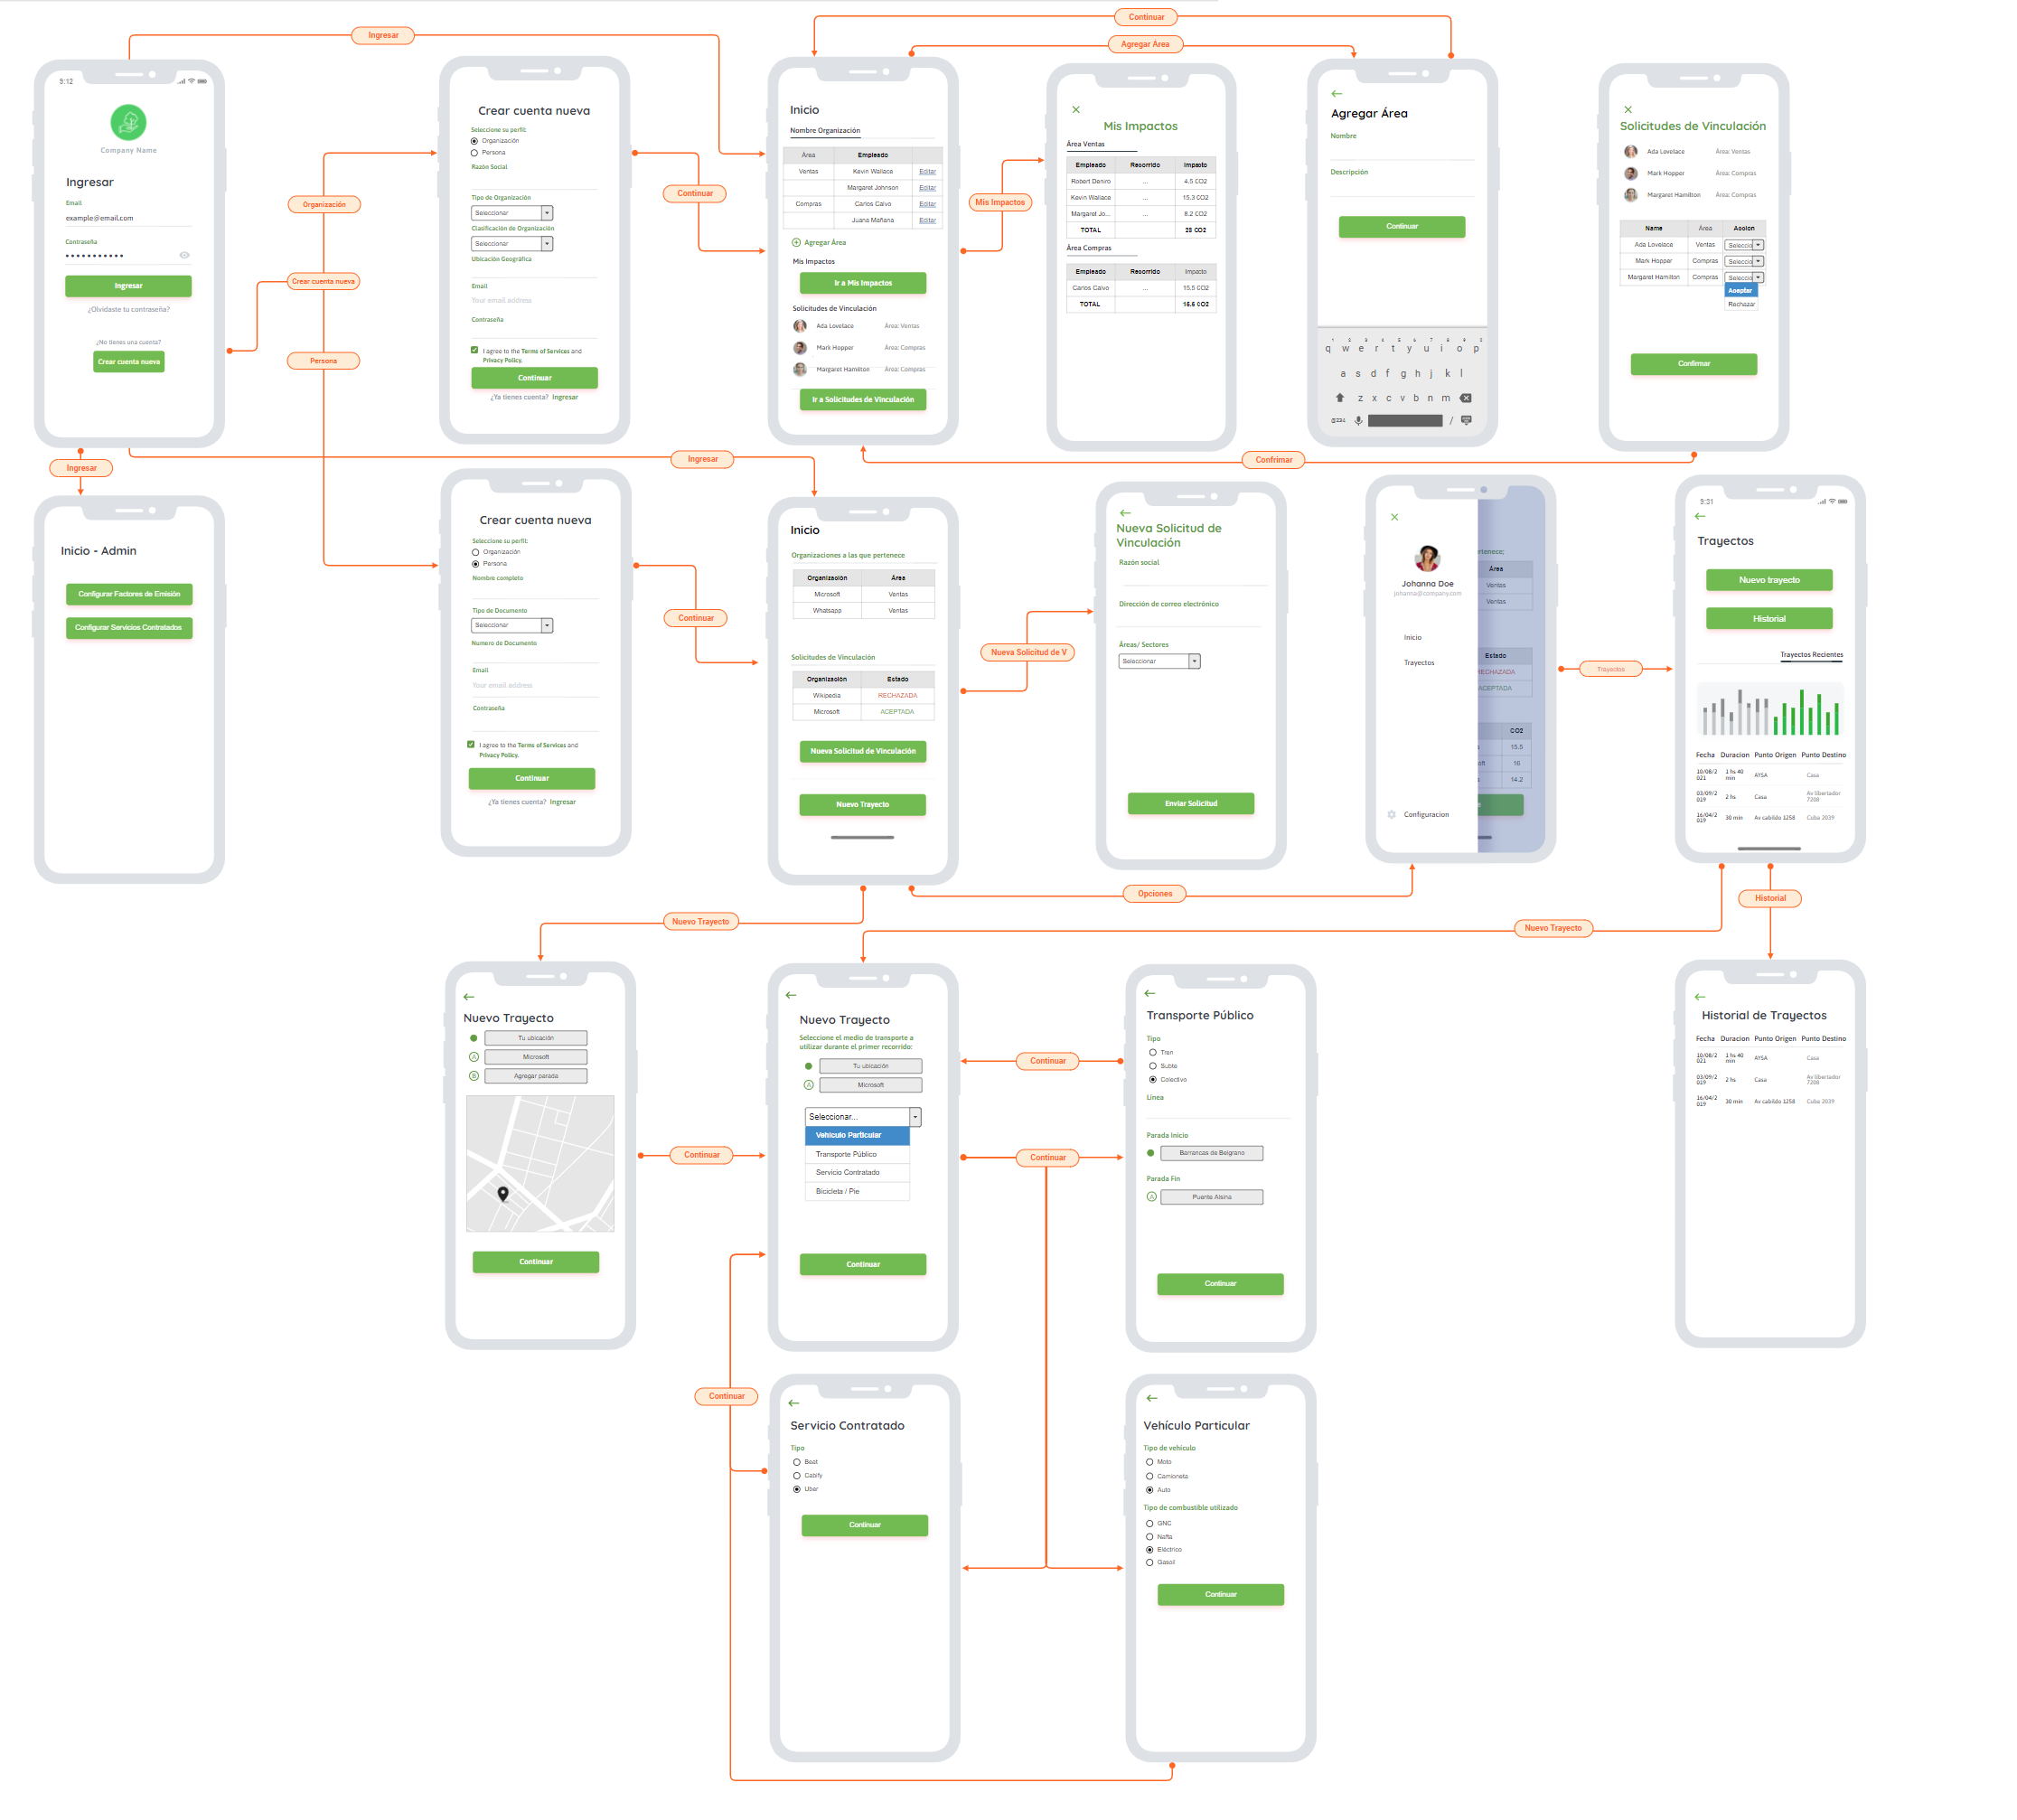 Continuar
Ingresar
Agregar Area
9:12
Company Name
Ingresar
Email
example@email.com
Contraseña
Ingresar
¿Olvidaste tu contraseña?
¿No tienes una cuenta?
Crear cuenta nueva
Organización
Crear cuenta nueva
Persona
Crear cuenta nueva
Seleccione su perfil:
Organización
Persona
Razón Social
Tipo de Organización
Seleccionar
Clasificación de Organización
Seleccionar
Ubicación Geográfica
Email
Your email address
Contraseña
I agree to the Terms of Services and
Privacy Policy.
Continuar
¿Ya tienes cuenta? Ingresar
Continuar
Inicio
Nombre Organización
Área Empleado
Ventas Kevin Wallace Editar
Margaret Johnson Editar
Compras Carlos Calvo Editar
Juana Mañana Editar
Agregar Área
Mis Impactos
Ir a Mis Impactos
Solicitudes de Vinculación
Ada Lovelace Área: Ventas
Mark Hopper Área: Compras
Margaret Hamilton Área: Compras
Ir a Solicitudes de Vinculación
Mis Impactos
Mis Impactos
Área Ventas
Empleado Recorrido Impacto
Robert Deniro ... 4.5 CO2
Kevin Wallace ... 15.3 CO2
Margaret Jo... ... 8.2 CO2
TOTAL 28 CO2
Área Compras
Empleado Recorrido Impacto
Carlos Calvo ... 15.5 CO2
TOTAL 15.5 CO2
Agregar Área
Nombre
Descripción
Continuar
1 2 3 4 5 6 7 8 9
q w e r t y u i o p
a s d f g h j k l
z x c v b n m
/
Solicitudes de Vinculación
Ada Lovelace Área: Ventas
Mark Hopper Área: Compras
Margaret Hamilton Área: Compras
Name Área Accion
Ada Lovelace Ventas Seleccio
Mark Hopper Compras Seleccio
Margaret Hamilton Compras Seleccio
Aceptar
Rechazar
Confirmar
Ingresar
Ingresar
Confrimar
Inicio - Admin
Configurar Factores de Emisión
Configurar Servicios Contratados
Crear cuenta nueva
Seleccione su perfil:
Organización
Persona
Nombre completo
Tipo de Documento
Seleccionar
Numero de Documento
Email
Your email address
Contraseña
I agree to the Terms of Services and
Privacy Policy.
Continuar
¿Ya tienes cuenta? Ingresar
Continuar
Inicio
Organizaciones a las que pertenece
Organización Área
Microsoft Ventas
Whatsapp Ventas
Solicitudes de Vinculación
Organización Estado
Wikipedia RECHAZADA
Microsoft ACEPTADA
Nueva Solicitud de Vinculación
Nuevo Trayecto
Nueva Solicitud de V
Nueva Solicitud de
Vinculación
Razón social
Dirección de correo electrónico
Áreas/ Sectores
Seleccionar
Enviar Solicitud
Johanna Doe
johanna@company.com
Inicio
Trayectos
Configuracion
rtenece;
Área
Ventas
Ventas
Estado
RECHAZADA
ACEPTADA
CO2
15.5
oft 16
14.2
Trayectos
9:31
Trayectos
Nuevo trayecto
Historial
Trayectos Recientes
Fecha Duracion Punto Origen Punto Destino
10/08/2021 1 hs 40 min AYSA Casa
03/09/2019 2 hs Casa Av libertador 7208
16/04/2019 30 min Av cabildo 1258 Cuba 2039
Opciones
Historial
Nuevo Trayecto
Nuevo Trayecto
Nuevo Trayecto
Tu ubicación
A Microsoft
B Agregar parada
Continuar
Continuar
Nuevo Trayecto
Seleccione el medio de transporte a
utilizar durante el primer recorrido:
Tu ubicación
A Microsoft
Seleccionar...
Vehículo Particular
Transporte Público
Servicio Contratado
Bicicleta / Pie
Continuar
Continuar
Continuar
Transporte Público
Tipo
Tren
Subte
Colectivo
Línea
Parada Inicio
Barrancas de Belgrano
Parada Fin
A Puente Alsina
Continuar
Historial de Trayectos
Fecha Duracion Punto Origen Punto Destino
10/08/2021 1 hs 40 min AYSA Casa
03/09/2019 2 hs Casa Av libertador 7208
16/04/2019 30 min Av cabildo 1258 Cuba 2039
Continuar
Servicio Contratado
Tipo
Beat
Cabify
Uber
Continuar
Vehículo Particular
Tipo de vehículo
Moto
Camioneta
Auto
Tipo de combustible utilizado
GNC
Nafta
Eléctrico
Gasoil
Continuar